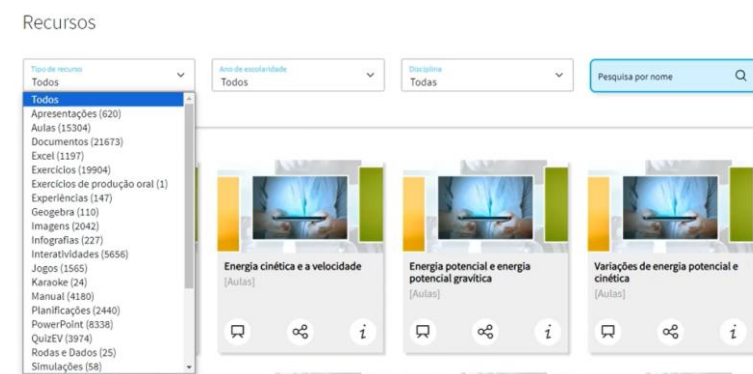 Recursos
Tipo de recurso
Todos
Ano de escolaridade
Todos
Disciplina
Todas
Pesquisa por nome
Todos
Apresentações (620)
Aulas (15304)
Documentos (21673)
Excel (1197)
Exercícios (19904)
Exercícios de produção oral (1)
Experiências (147)
Geogebra (110)
Imagens (2042)
Infografias (227)
Interatividades (5656)
Jogos (1565)
Karaoke (24)
Manual (4180)
Planificações (2440)
PowerPoint (8338)
QuizEV (3974)
Rodas e Dados (25)
Simulações (58)
Energia cinética e a velocidade
[Aulas]
Energia potencial e energia
potencial gravítica
[Aulas]
Variações de energia potencial e
cinética
[Aulas]